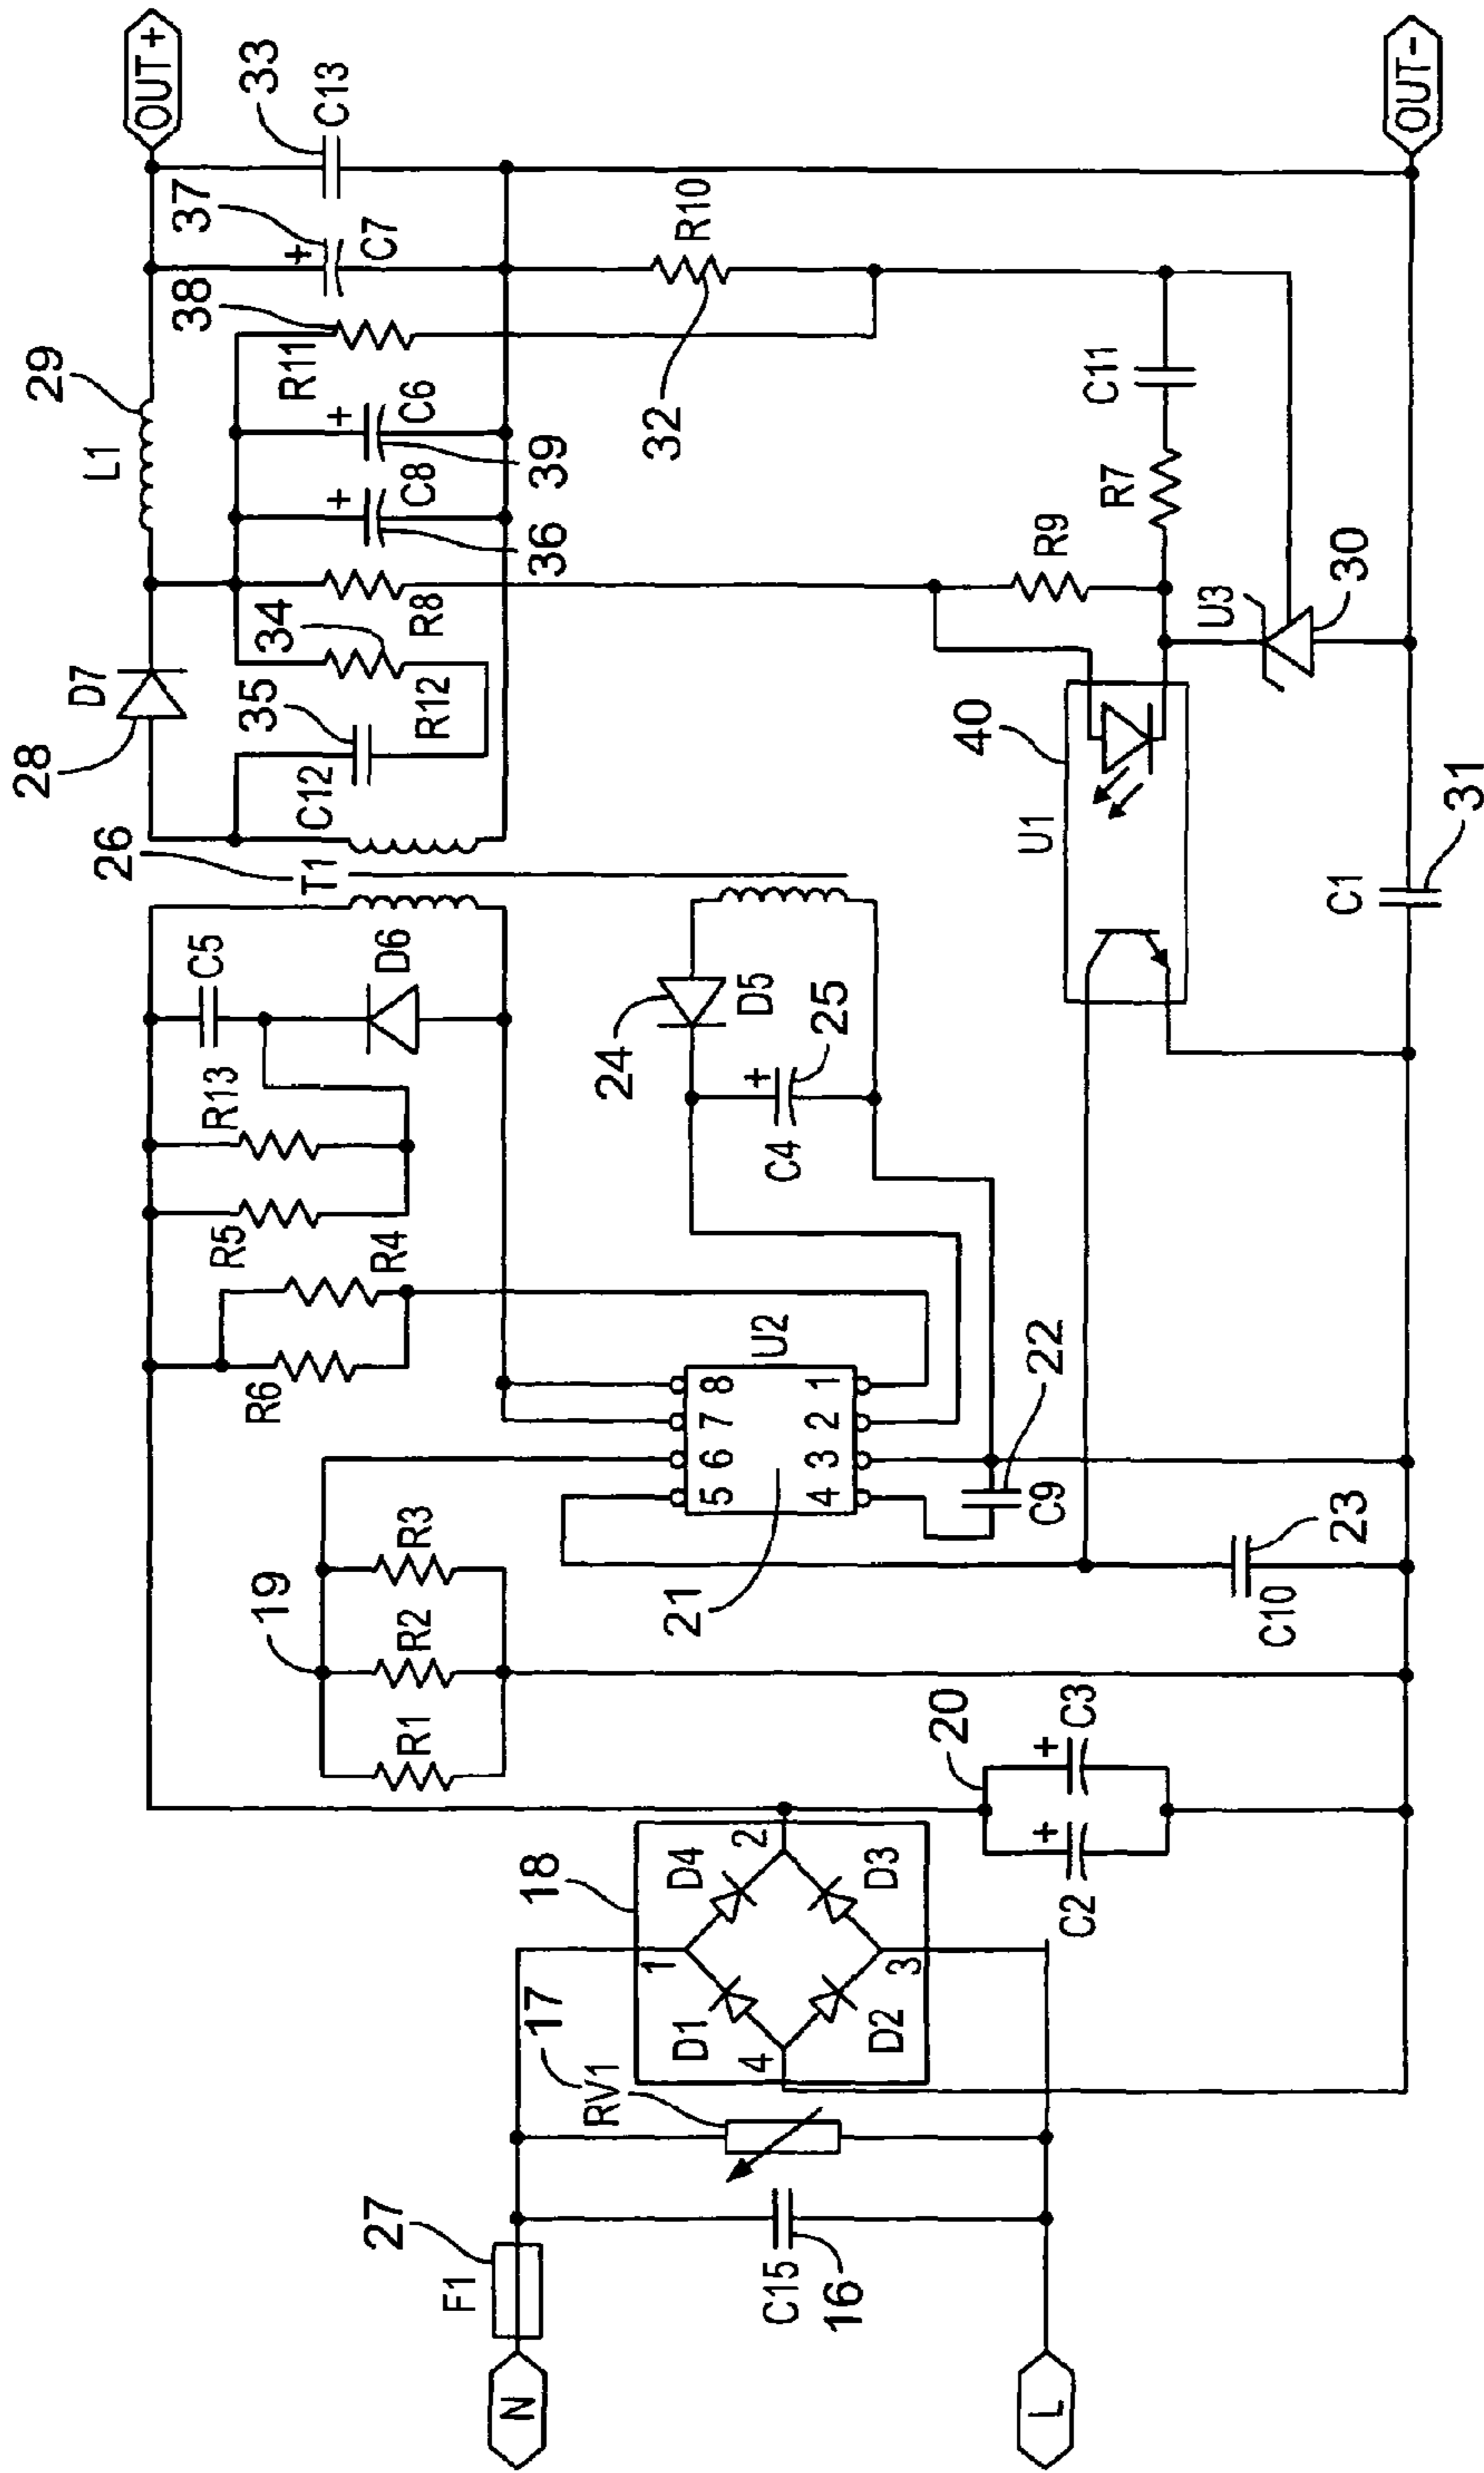 N
L
F1
27
C15
16
RV1
17
18
1
2
3
4
D1
D4
D2
D3
20
C2
C3
+
+
19
R1
R2
R3
R6
R4
R5
R13
C5
D6
T1
26
U2
5 6 7 8
4 3 2 1
21
C9
22
C10
23
24
D5
+
C4
25
28
D7
35
C12
34
R12
R8
+
C8
36
+
C6
39
R11
38
L1
29
+
C7
37
C13
33
OUT+
R10
32
C11
R7
R9
U3
30
40
U1
C1
31
OUT-